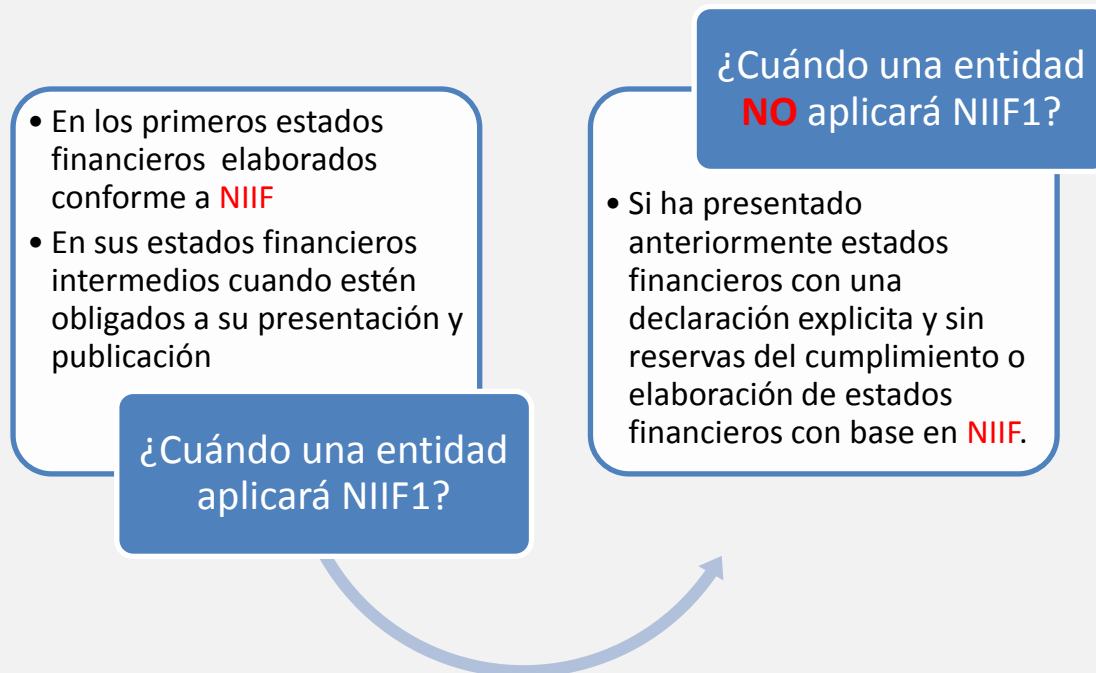 • En los primeros estados
financieros elaborados
conforme a NIIF
• En sus estados financieros
intermedios cuando estén
obligados a su presentación y
publicación
¿Cuándo una entidad
aplicará NIIF1?
¿Cuándo una entidad
NO aplicará NIIF1?
• Si ha presentado
anteriormente estados
financieros con una
declaración explicita y sin
reservas del cumplimiento o
elaboración de estados
financieros con base en NIIF.